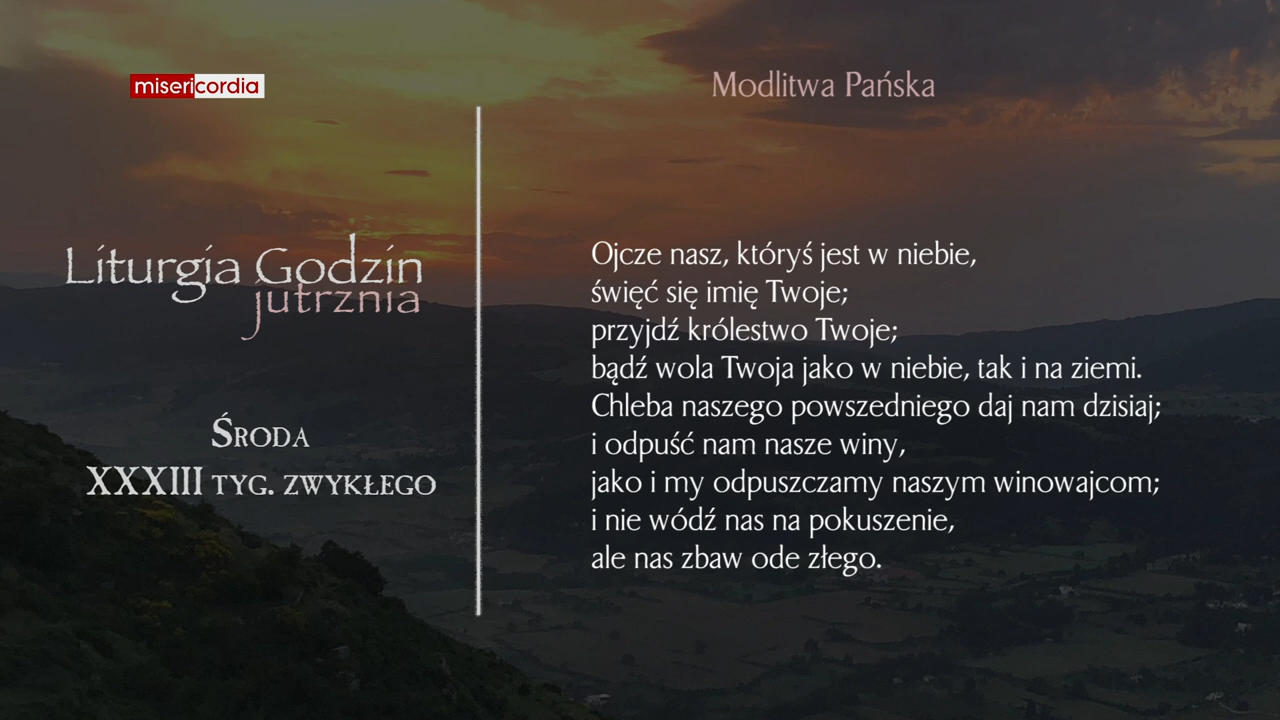 misericordia
Modlitwa Pańska
Liturgia Godzin
jutrznia
Środa
XXXIII tyg. zwykłego
Ojcze nasz, któryś jest w niebie,
święć się imię Twoje;
przyjdź królestwo Twoje;
bądź wola Twoja jako w niebie, tak i na ziemi.
Chleba naszego powszedniego daj nam dzisiaj;
i odpuść nam nasze winy,
jako i my odpuszczamy naszym winowajcom;
i nie wódź nas na pokuszenie,
ale nas zbaw ode złego.